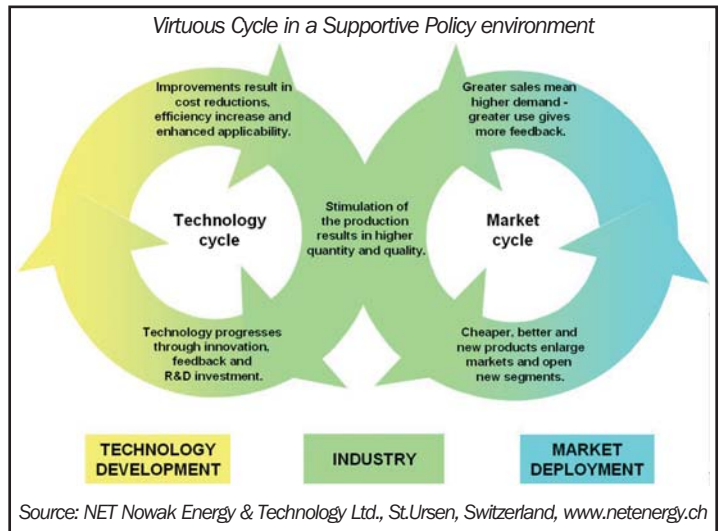 Virtuous Cycle in a Supportive Policy environment
Improvements result in
cost reductions,
efficiency increase and
enhanced applicability.
Greater sales mean
higher demand -
greater use gives
more feedback.
Technology
cycle
Stimulation of
the production
results in higher
quantity and quality.
Market
cycle
Technology progresses
through innovation,
feedback and
R&D investment.
Cheaper, better and
new products enlarge
markets and open
new segments.
TECHNOLOGY
DEVELOPMENT
INDUSTRY
MARKET
DEPLOYMENT
Source: NET Nowak Energy & Technology Ltd., St.Ursen, Switzerland, www.netenergy.ch